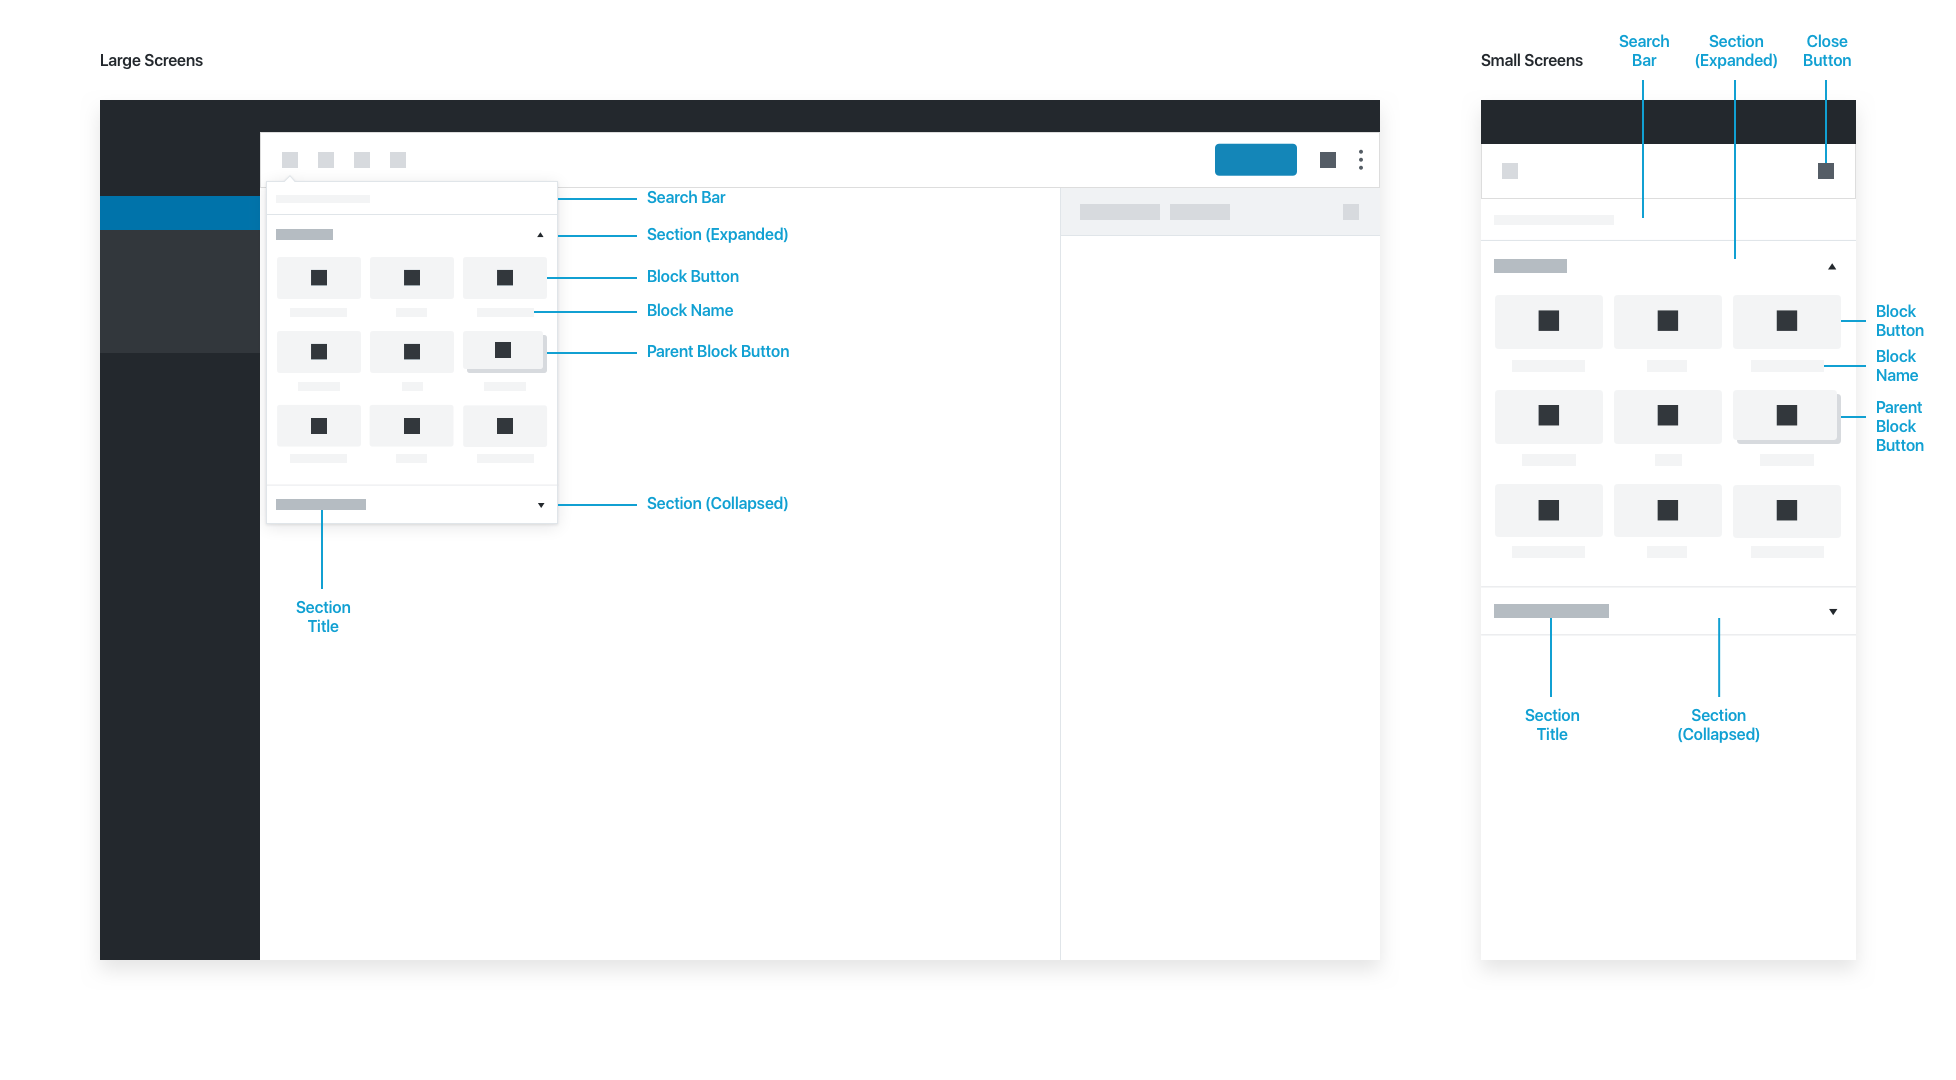 Large Screens
Search Bar
Section (Expanded)
Block Button
Block Name
Parent Block Button
Section (Collapsed)
Section
Title
Small Screens
Search
Bar
Section
(Expanded)
Close
Button
Block
Button
Block
Name
Parent
Block
Button
Section
Title
Section
(Collapsed)